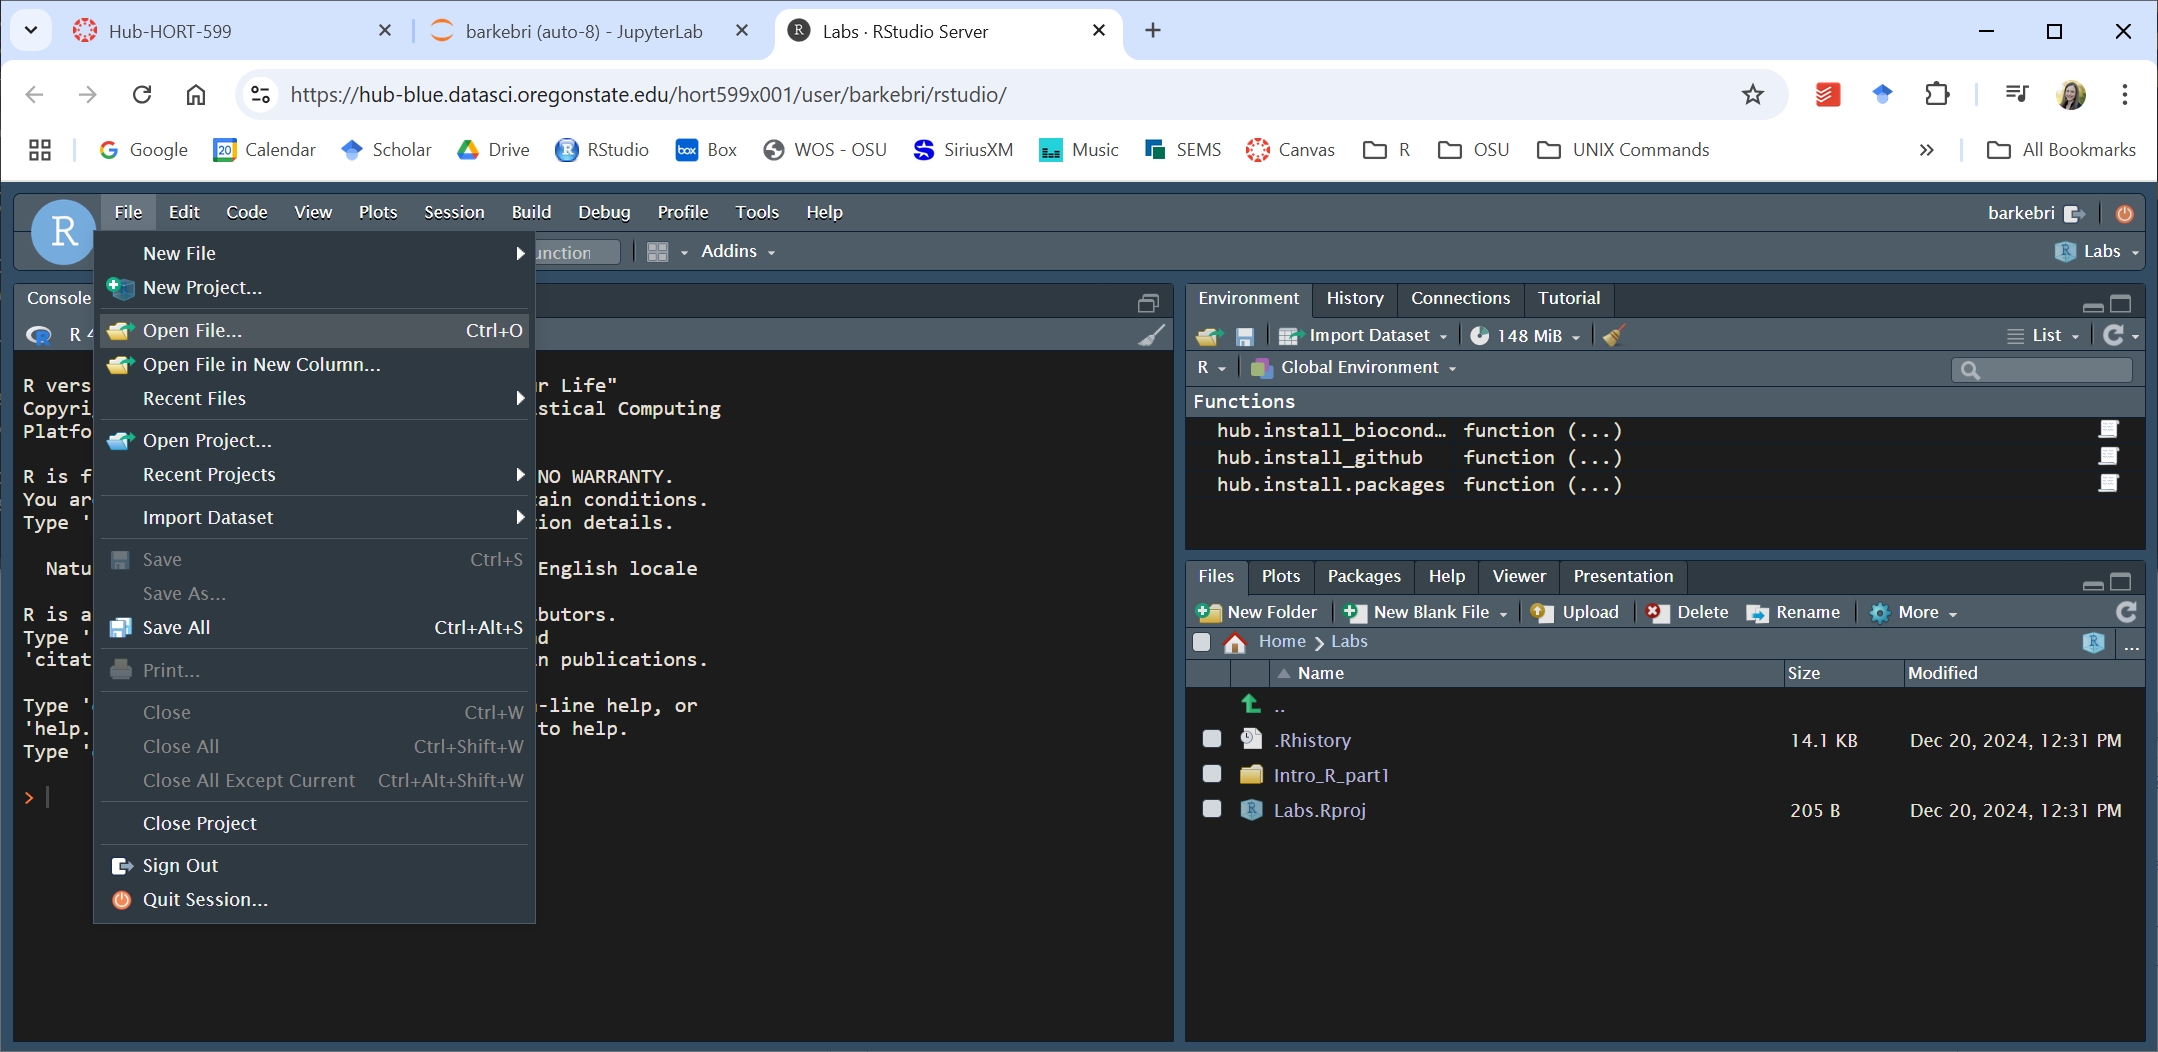 Hub-HORT-599
barkebri (auto-8) - JupyterLab
Labs · RStudio Server
https://hub-blue.datasci.oregonstate.edu/hort599x001/user/barkebri/rstudio/
Google
20
Calendar
Scholar
Drive
R
RStudio
box
Box
WOS - OSU
SiriusXM
Music
SEMS
Canvas
R
OSU
UNIX Commands
All Bookmarks
R
File Edit Code View Plots Session Build Debug Profile Tools Help
barkebri
unction
Addins
Labs
New File
New Project...
Open File... Ctrl+O
Open File in New Column...
Recent Files
Open Project...
Recent Projects
Import Dataset
Save Ctrl+S
Save As...
Save All Ctrl+Alt+S
Print...
Close Ctrl+W
Close All Ctrl+Shift+W
Close All Except Current Ctrl+Alt+Shift+W
Close Project
Sign Out
Quit Session...
Console
R 4
R vers r Life"
Copyri istical Computing
Platfo
R is f NO WARRANTY.
You are tain conditions.
Type ' ion details.
Natu English locale
R is a butors.
Type ' nd
'citat n publications.
Type ' -line help, or
'help. to help.
Type '
>
Environment History Connections Tutorial
Import Dataset 148 MiB List
R Global Environment
Functions
hub.install_biocond… function (...)
hub.install_github function (...)
hub.install.packages function (...)
Files Plots Packages Help Viewer Presentation
New Folder New Blank File Upload Delete Rename More
Home Labs R ...
Name Size Modified
..
.Rhistory 14.1 KB Dec 20, 2024, 12:31 PM
Intro_R_part1
Labs.Rproj 205 B Dec 20, 2024, 12:31 PM